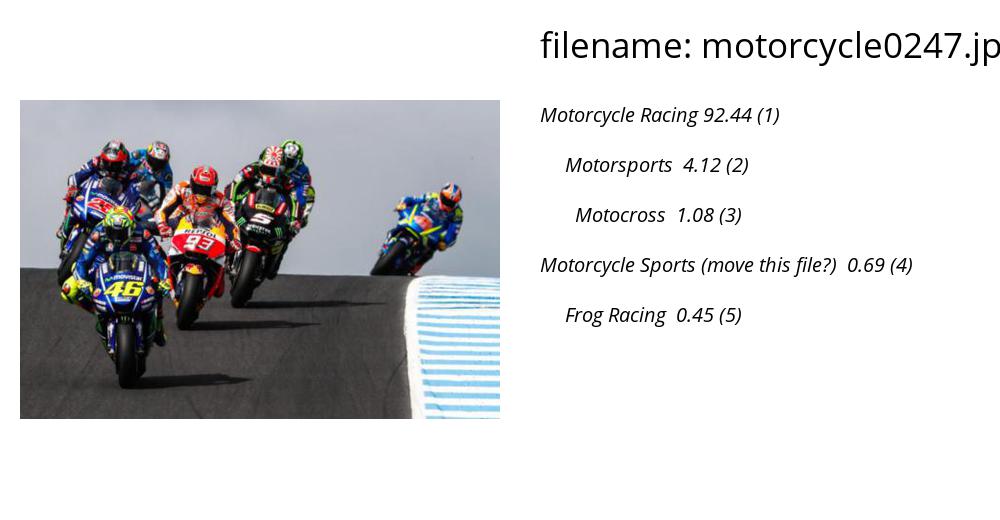 filename: motorcycle0247.jp
Motorcycle Racing 92.44 (1)
Motorsports 4.12 (2)
Motocross 1.08 (3)
Motorcycle Sports (move this file?) 0.69 (4)
Frog Racing 0.45 (5)
movistar
46
REPSOL
93
S
MONSTER